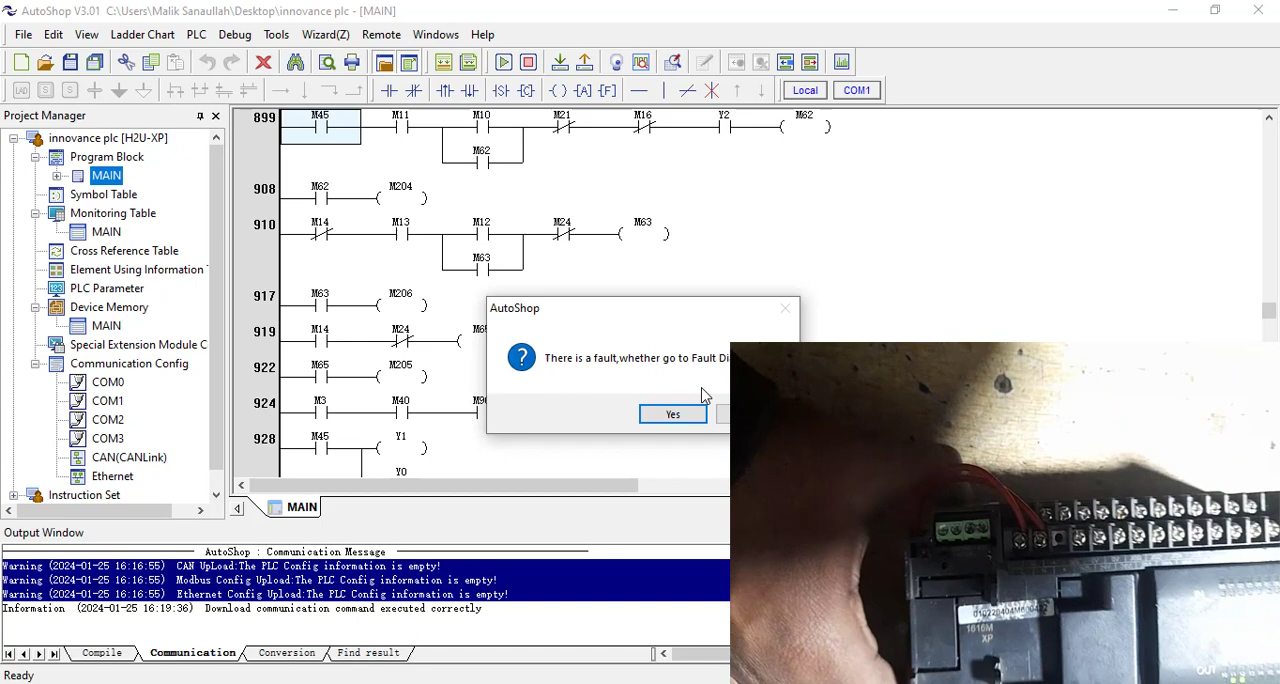 AutoShop V3.01 C:\Users\Malik Sanaullah\Desktop\innovance plc - [MAIN]
File Edit View Ladder Chart PLC Debug Tools Wizard(Z) Remote Windows Help
Local COM1
Project Manager
innovance plc [H2U-XP]
Program Block
MAIN
Symbol Table
Monitoring Table
MAIN
Cross Reference Table
Element Using Information
PLC Parameter
Device Memory
MAIN
Special Extension Module C
Communication Config
COM0
COM1
COM2
COM3
CAN(CANLink)
Ethernet
Instruction Set
899 M45 M11 M10 M21 M16 Y2 M62
M62
908 M62 M204
910 M14 M13 M12 M24 M63
M63
917 M63 M206
919 M14 M24
922 M65 M205
924 M3 M40
928 M45 Y1
Y0
MAIN
AutoShop
There is a fault,whether go to Fault Di
Yes
Output Window
AutoShop : Communication Message
Warning (2024-01-25 16:16:55) CAN UpLoad:The PLC Config information is empty!
Warning (2024-01-25 16:16:55) Modbus Config Upload:The PLC Config information is empty!
Warning (2024-01-25 16:16:55) Ethernet Config Upload:The PLC Config information is empty!
Information (2024-01-25 16:19:36) Download communication command executed correctly
Compile Communication Conversion Find result
Ready
1616M
XP
IN
OUT